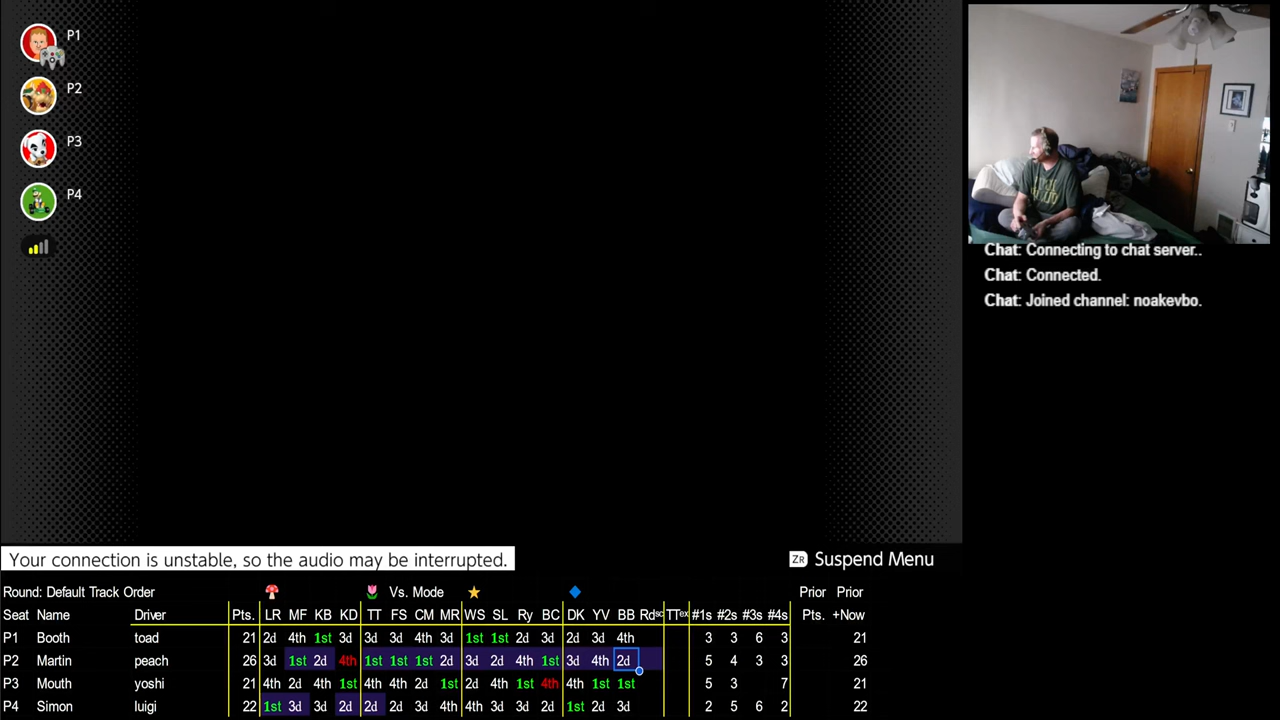 P1
P2
P3
P4
Chat: Connecting to chat server..
Chat: Connected.
Chat: Joined channel: noakevbo.
Your connection is unstable, so the audio may be interrupted.
ZR Suspend Menu
Round: Default Track Order Vs. Mode Prior Prior
Seat Name Driver Pts. LR MF KB KD TT FS CM MR WS SL Ry BC DK YV BB Rdsc TTex #1s #2s #3s #4s Pts. +Now
P1 Booth toad 21 2d 4th 1st 3d 3d 3d 4th 3d 1st 1st 2d 3d 2d 3d 4th 3 3 6 3 21
P2 Martin peach 26 3d 1st 2d 4th 1st 1st 1st 2d 3d 2d 4th 1st 3d 4th 2d 5 4 3 3 26
P3 Mouth yoshi 21 4th 2d 4th 1st 4th 4th 2d 1st 2d 4th 1st 4th 4th 1st 1st 5 3 7 21
P4 Simon luigi 22 1st 3d 3d 2d 2d 2d 3d 4th 4th 3d 3d 2d 1st 2d 3d 2 5 6 2 22